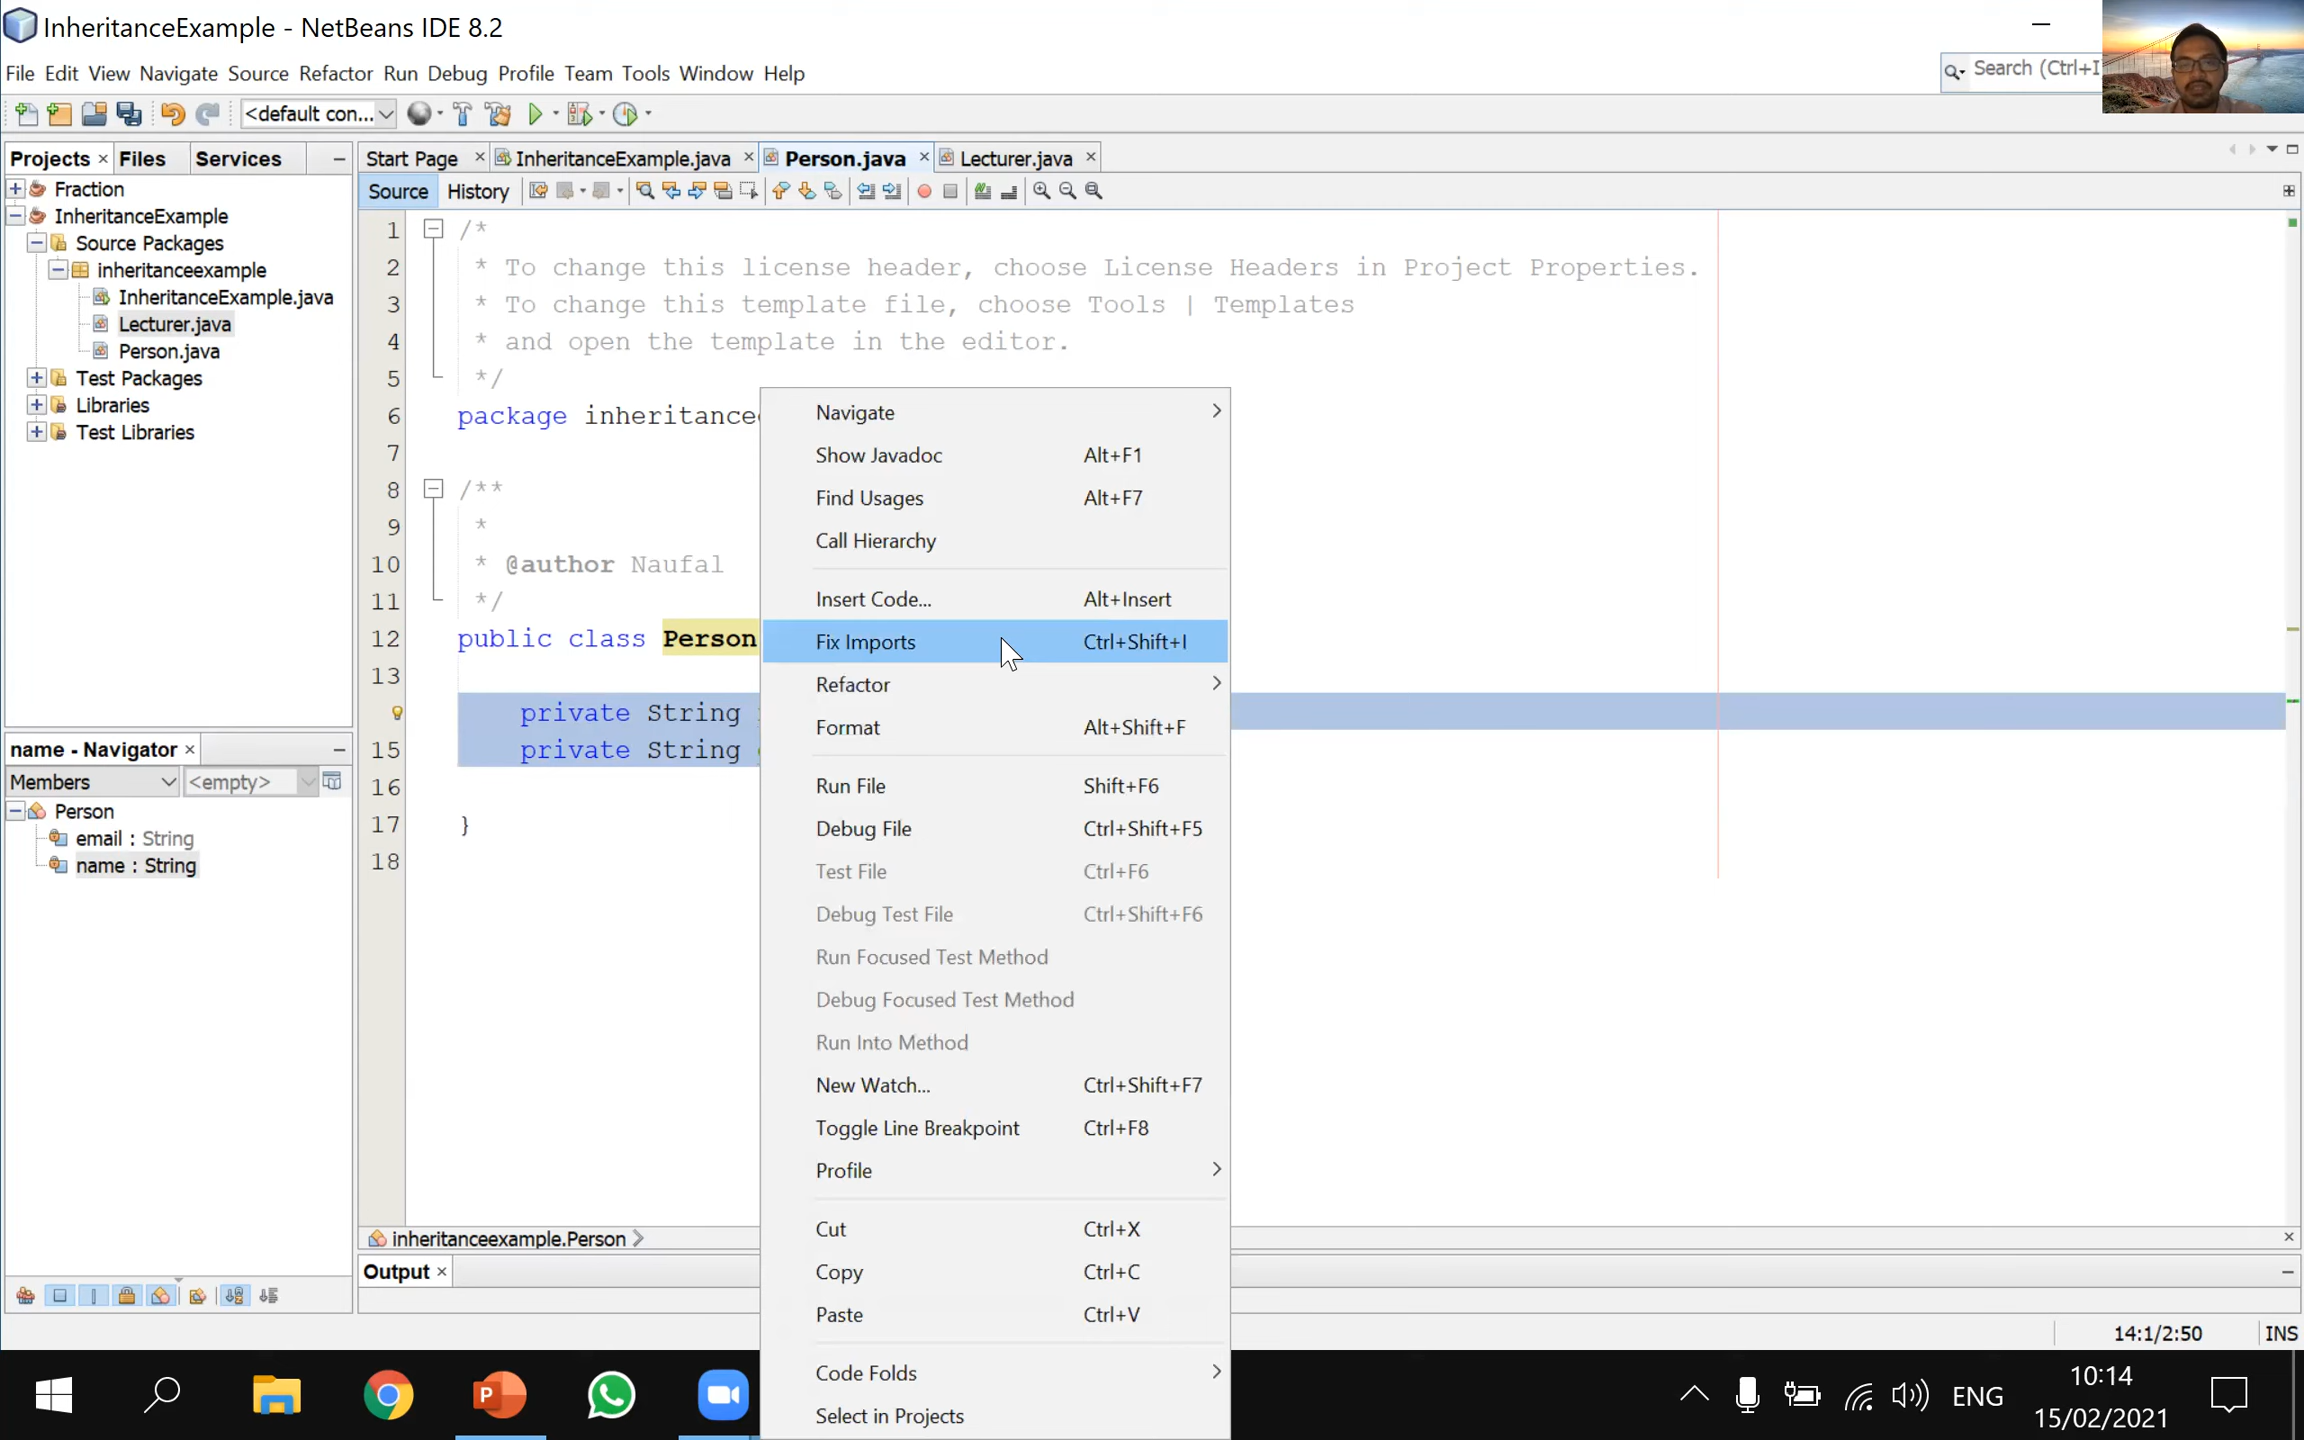 InheritanceExample - NetBeans IDE 8.2
File Edit View Navigate Source Refactor Run Debug Profile Team Tools Window Help
Search (Ctrl+I
<default con...
Projects Files Services
Fraction
InheritanceExample
Source Packages
inheritanceexample
InheritanceExample.java
Lecturer.java
Person.java
Test Packages
Libraries
Test Libraries
name - Navigator
Members <empty>
Person
email : String
name : String
Start Page InheritanceExample.java Person.java Lecturer.java
Source History
1 /*
2 * To change this license header, choose License Headers in Project Properties.
3 * To change this template file, choose Tools | Templates
4 * and open the template in the editor.
5 */
6 package inheritance
7
8 /**
9 *
10 * @author Naufal
11 */
12 public class Person
13
private String
15 private String
16
17 }
18
Navigate
Show Javadoc Alt+F1
Find Usages Alt+F7
Call Hierarchy
Insert Code... Alt+Insert
Fix Imports Ctrl+Shift+I
Refactor
Format Alt+Shift+F
Run File Shift+F6
Debug File Ctrl+Shift+F5
Test File Ctrl+F6
Debug Test File Ctrl+Shift+F6
Run Focused Test Method
Debug Focused Test Method
Run Into Method
New Watch... Ctrl+Shift+F7
Toggle Line Breakpoint Ctrl+F8
Profile
Cut Ctrl+X
Copy Ctrl+C
Paste Ctrl+V
Code Folds
Select in Projects
inheritanceexample.Person
Output
14:1/2:50 INS
ENG
10:14
15/02/2021